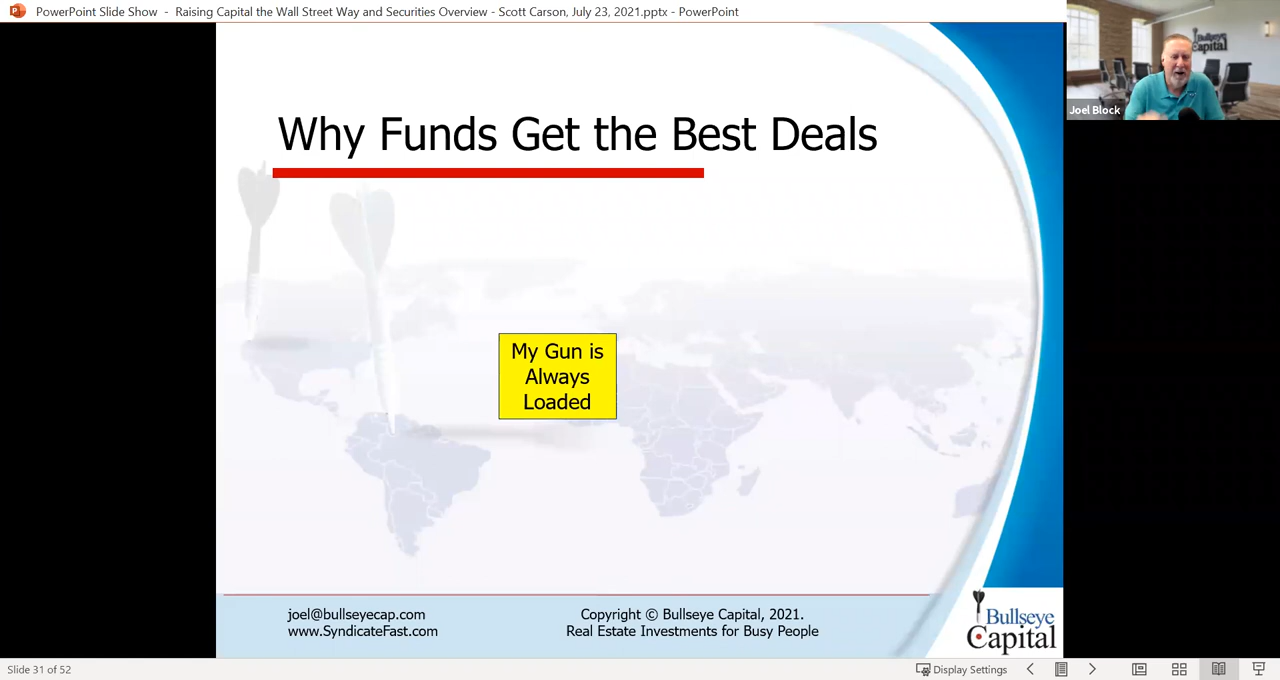 PowerPoint Slide Show - Raising Capital the Wall Street Way and Securities Overview - Scott Carson, July 23, 2021.pptx - PowerPoint
Bullseye
Capital
Joel Block
Why Funds Get the Best Deals
My Gun is
Always
Loaded
joel@bullseyecap.com
www.SyndicateFast.com
Copyright © Bullseye Capital, 2021.
Real Estate Investments for Busy People
Bullseye
Capital
Slide 31 of 52
Display Settings